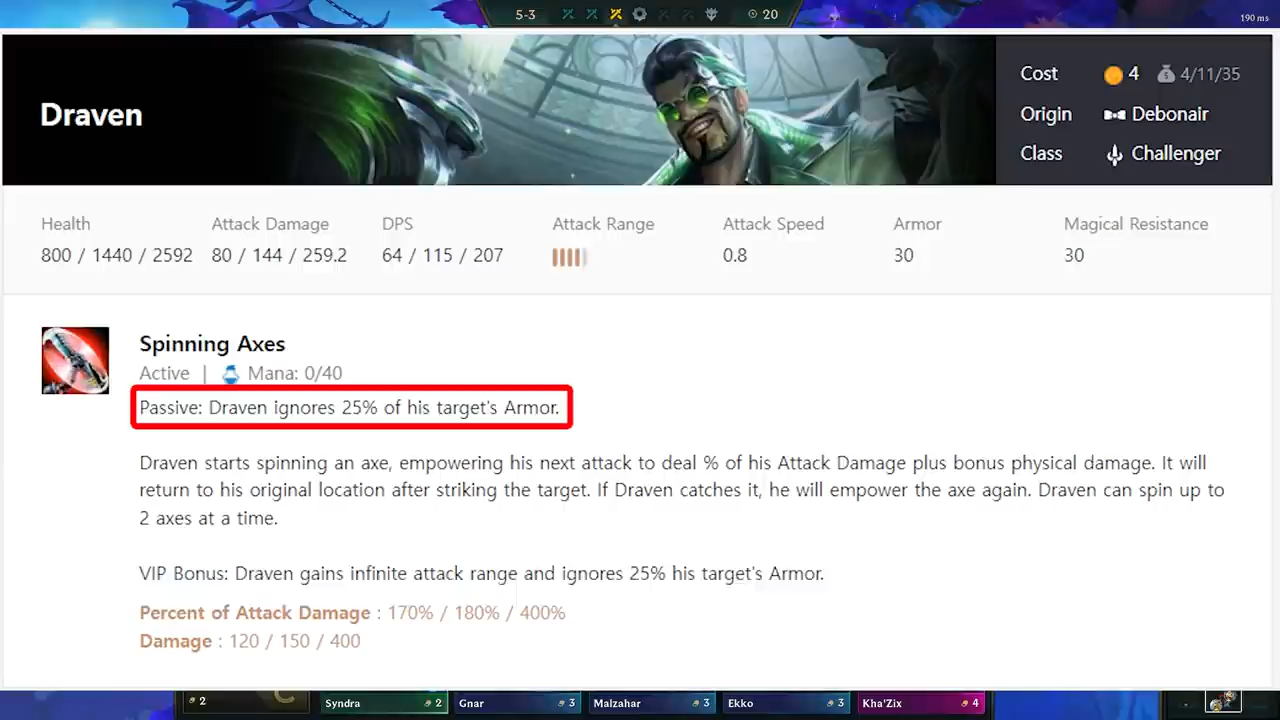 5-3 20
190 ms
Draven
Cost 4 4/11/35
Origin Debonair
Class Challenger
Health Attack Damage DPS Attack Range Attack Speed Armor Magical Resistance
800 / 1440 / 2592 80 / 144 / 259.2 64 / 115 / 207 0.8 30 30
Spinning Axes
Active | Mana: 0/40
Passive: Draven ignores 25% of his target's Armor.
Draven starts spinning an axe, empowering his next attack to deal % of his Attack Damage plus bonus physical damage. It will
return to his original location after striking the target. If Draven catches it, he will empower the axe again. Draven can spin up to
2 axes at a time.
VIP Bonus: Draven gains infinite attack range and ignores 25% his target's Armor.
Percent of Attack Damage : 170% / 180% / 400%
Damage : 120 / 150 / 400
2 Syndra 2 Gnar 3 Malzahar 3 Ekko 3 Kha'Zix 4